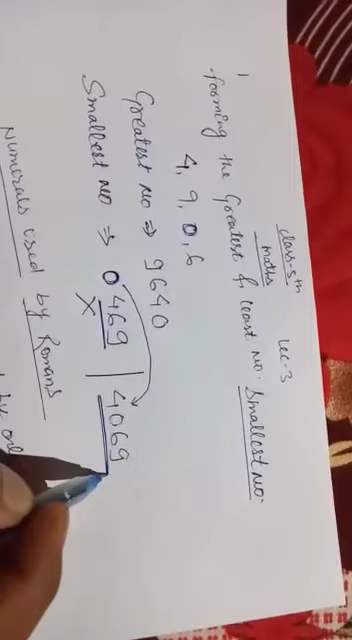 class-5th Lec-3
maths
1
forming the Greatest & least no. Smallest no.
4, 9, 0, 6
Greatest no ⇒ 9640
Smallest no ⇒ 0469 | 4069
X
Numerals used by Romans